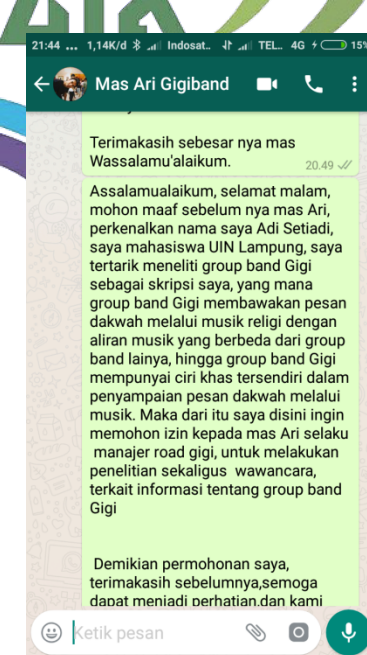 21:44 ... 1,14K/d Indosat.. TEL.. 4G 15%
Mas Ari Gigiband
Terimakasih sebesar nya mas
Wassalamu'alaikum.
20.49
Assalamualaikum, selamat malam,
mohon maaf sebelum nya mas Ari,
perkenalkan nama saya Adi Setiadi,
saya mahasiswa UIN Lampung, saya
tertarik meneliti group band Gigi
sebagai skripsi saya, yang mana
group band Gigi membawakan pesan
dakwah melalui musik religi dengan
aliran musik yang berbeda dari group
band lainya, hingga group band Gigi
mempunyai ciri khas tersendiri dalam
penyampaian pesan dakwah melalui
musik. Maka dari itu saya disini ingin
memohon izin kepada mas Ari selaku
manajer road gigi, untuk melakukan
penelitian sekaligus wawancara,
terkait informasi tentang group band
Gigi
Demikian permohonan saya,
terimakasih sebelumnya,semoga
dapat menjadi perhatian,dan kami
Ketik pesan